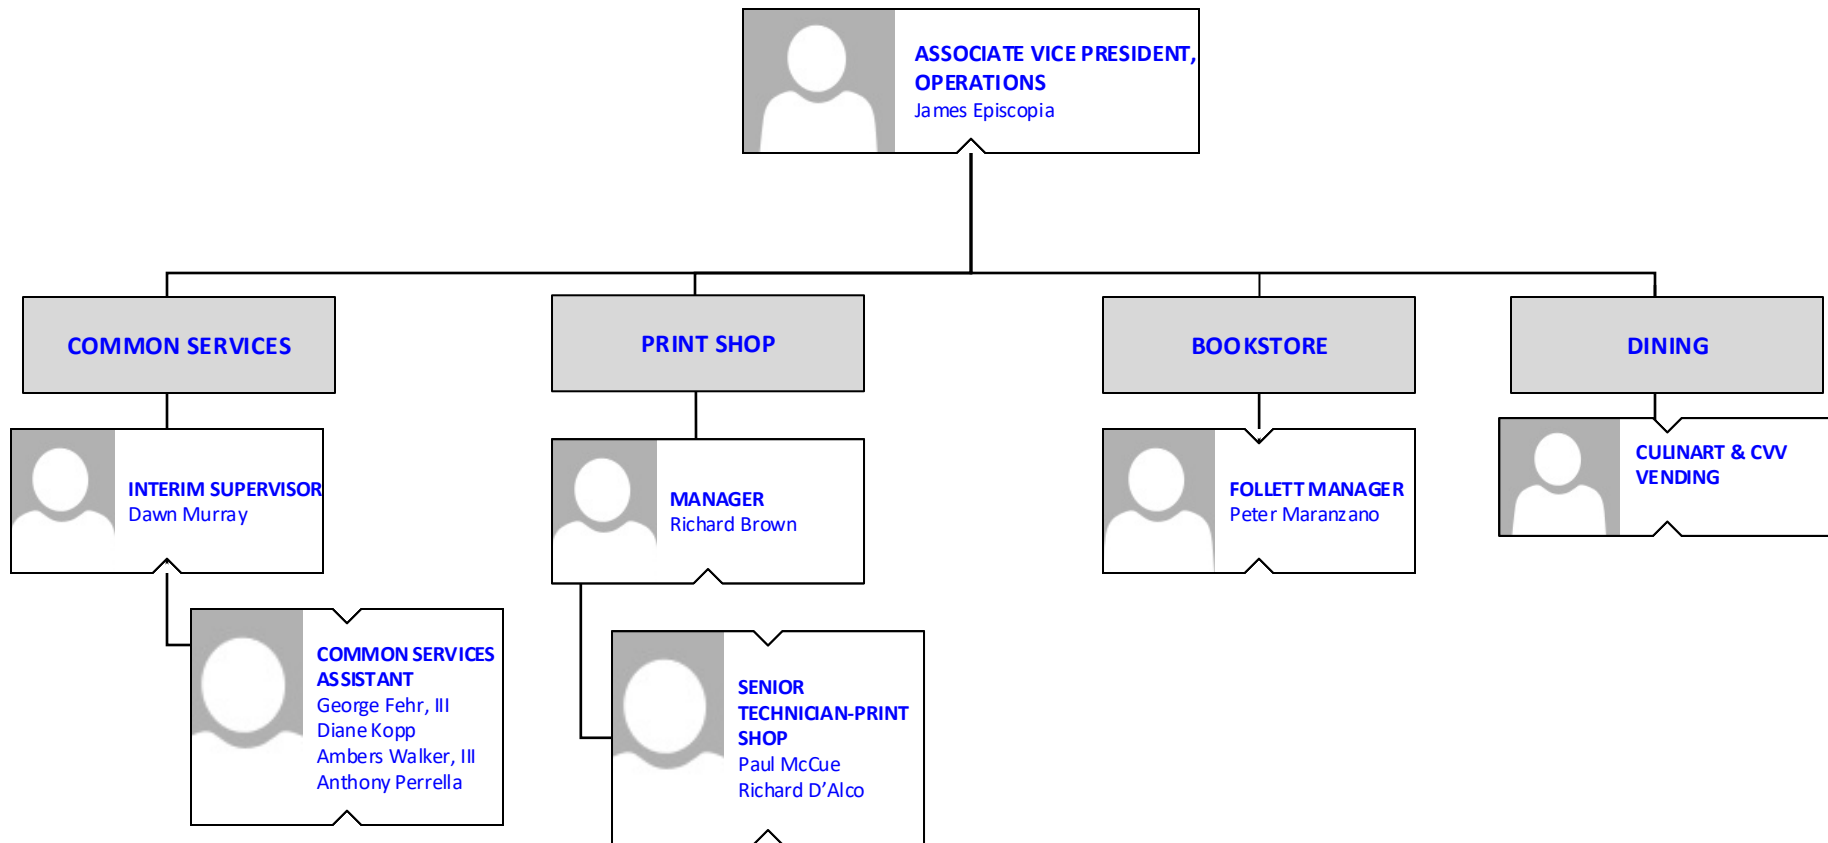 ASSOCIATE VICE PRESIDENT,
OPERATIONS
James Episcopia
COMMON SERVICES
PRINT SHOP
BOOKSTORE
DINING
INTERIM SUPERVISOR
Dawn Murray
MANAGER
Richard Brown
FOLLETT MANAGER
Peter Maranzano
CULINART & CVV
VENDING
COMMON SERVICES
ASSISTANT
George Fehr, III
Diane Kopp
Ambers Walker, III
Anthony Perrella
SENIOR
TECHNICIAN-PRINT
SHOP
Paul McCue
Richard D’Alco